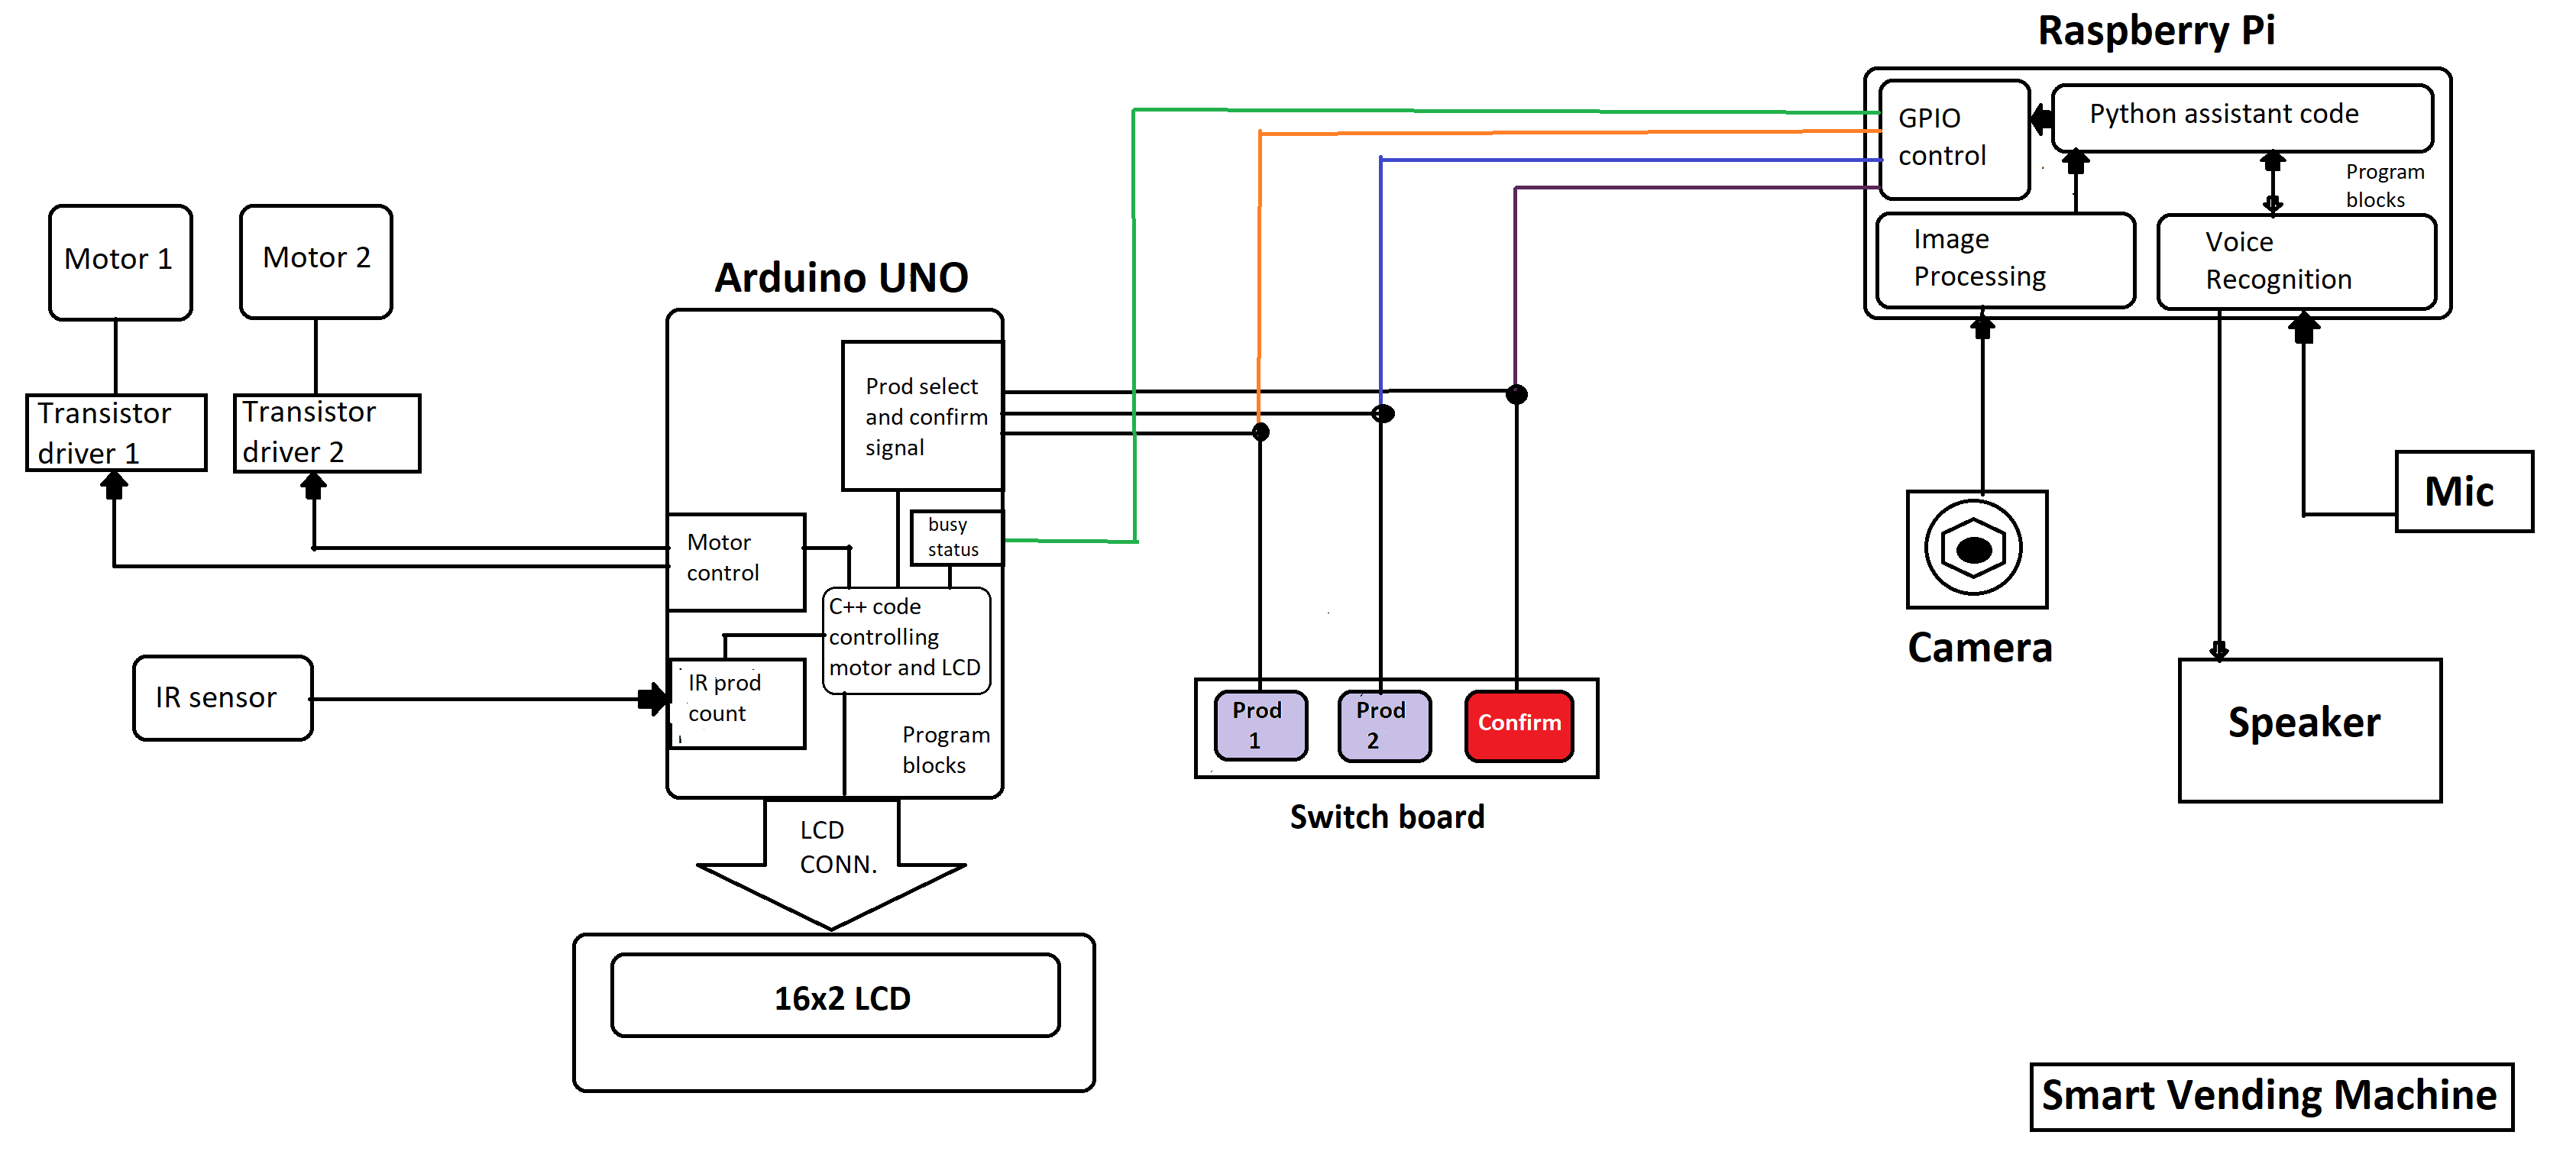 Raspberry Pi
GPIO
control
Python assistant code
Program
blocks
Image
Processing
Voice
Recognition
Motor 1
Motor 2
Arduino UNO
Transistor
driver 1
Transistor
driver 2
Prod select
and confirm
signal
busy
status
Motor
control
C++ code
controlling
motor and LCD
IR sensor
IR prod
count
Program
blocks
LCD
CONN.
16x2 LCD
Prod
1
Prod
2
Confirm
Switch board
Camera
Mic
Speaker
Smart Vending Machine